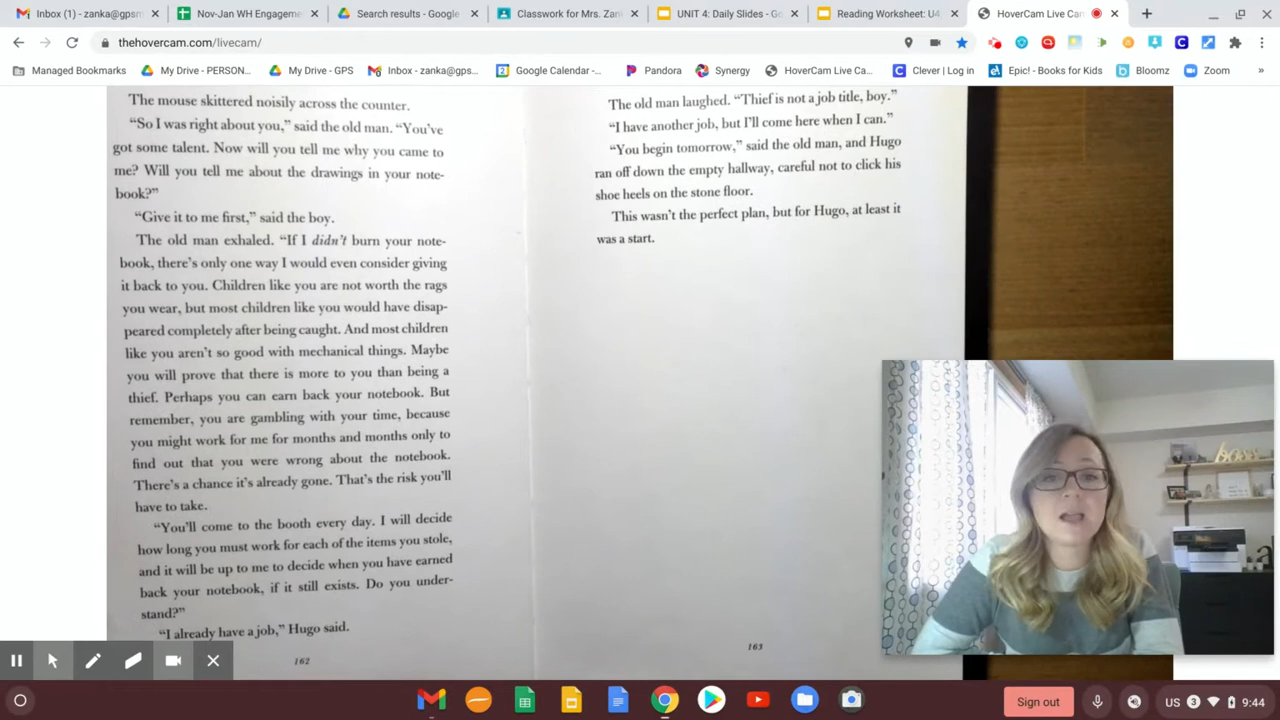 Inbox (1) - zanka@gpsm
Nov-Jan WH Engageme
Search results - Google
Classwork for Mrs. Zan
UNIT 4: Daily Slides - Go
Reading Worksheet: U4
HoverCam Live Can
thehovercam.com/livecam/
Managed Bookmarks
My Drive - PERSON...
My Drive - GPS
Inbox - zanka@gps...
Google Calendar -...
Pandora
Synergy
HoverCam Live Ca...
Clever | Log in
Epic! - Books for Kids
Bloomz
Zoom
The mouse skittered noisily across the counter.
“So I was right about you,” said the old man. “You’ve
got some talent. Now will you tell me why you came to
me? Will you tell me about the drawings in your note-
book?”
“Give it to me first,” said the boy.
The old man exhaled. “If I didn’t burn your note-
book, there’s only one way I would even consider giving
it back to you. Children like you are not worth the rags
you wear, but most children like you would have disap-
peared completely after being caught. And most children
like you aren’t so good with mechanical things. Maybe
you will prove that there is more to you than being a
thief. Perhaps you can earn back your notebook. But
remember, you are gambling with your time, because
you might work for me for months and months only to
find out that you were wrong about the notebook.
There’s a chance it’s already gone. That’s the risk you’ll
have to take.
“You’ll come to the booth every day. I will decide
how long you must work for each of the items you stole,
and it will be up to me to decide when you have earned
back your notebook, if it still exists. Do you under-
stand?”
“I already have a job,” Hugo said.
162
The old man laughed. “Thief is not a job title, boy.”
“I have another job, but I’ll come here when I can.”
“You begin tomorrow,” said the old man, and Hugo
ran off down the empty hallway, careful not to click his
shoe heels on the stone floor.
This wasn’t the perfect plan, but for Hugo, at least it
was a start.
163
boss
Sign out
US
3
9:44